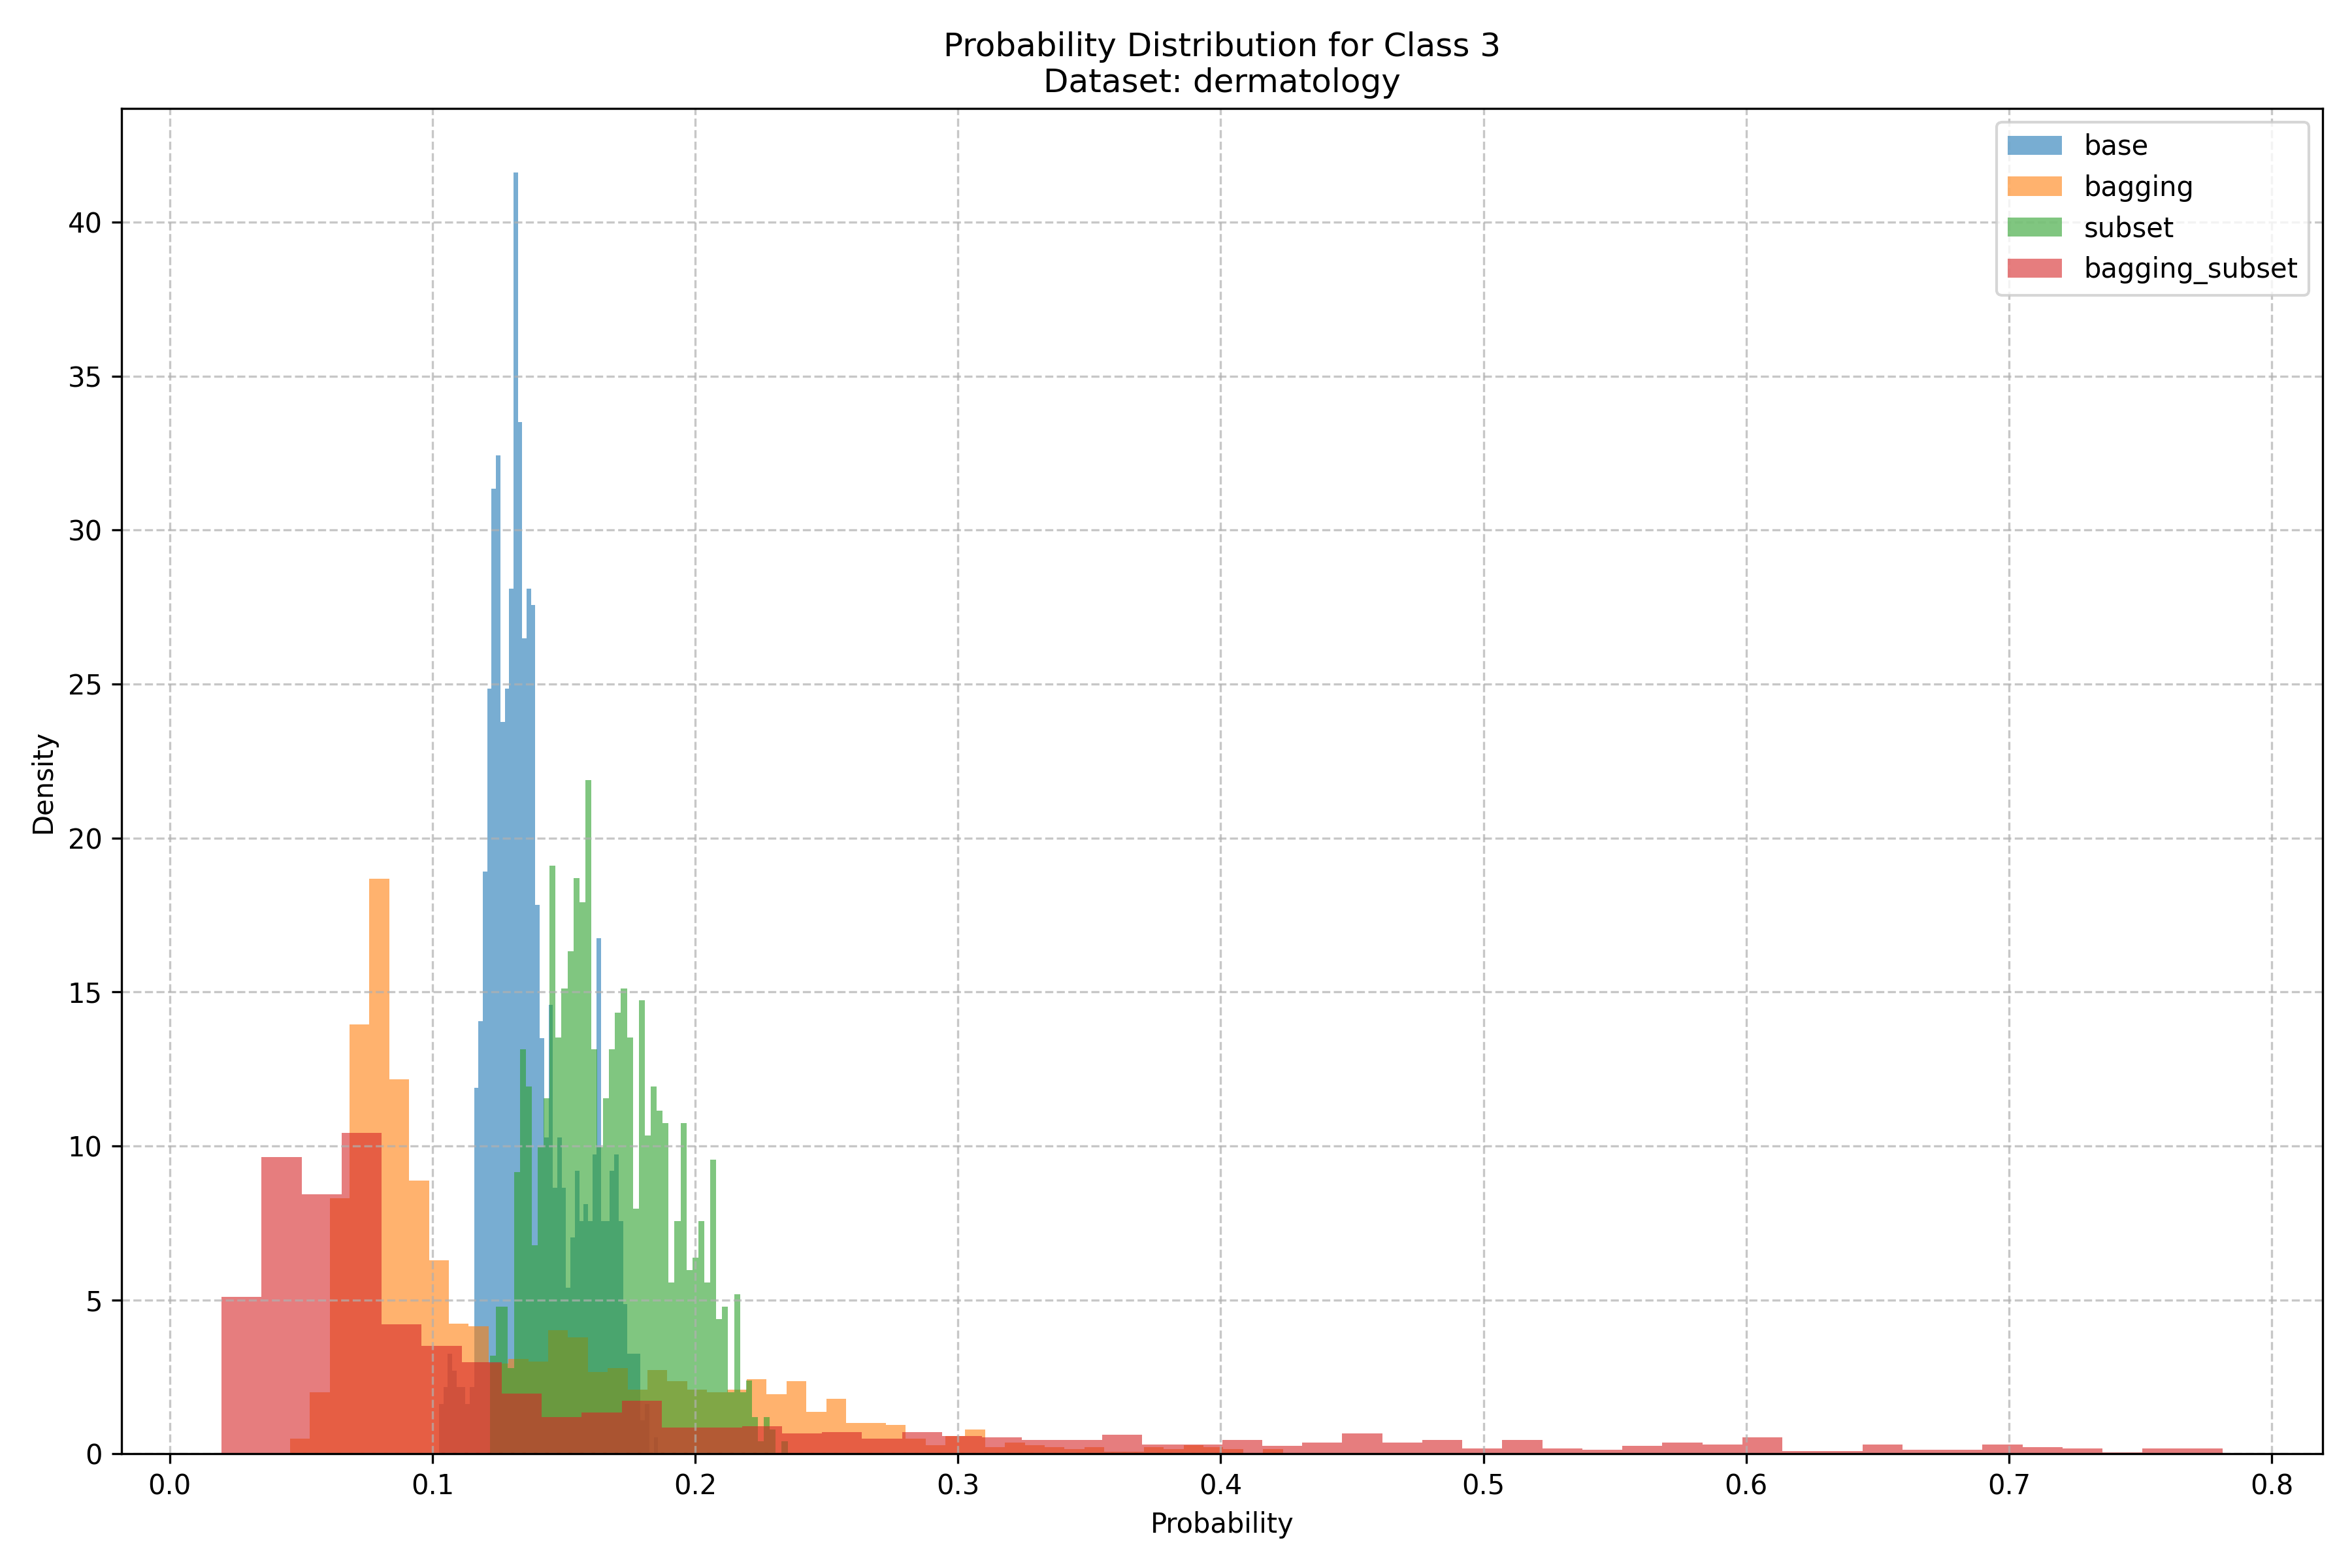 Probability Distribution for Class 3
Dataset: dermatology
base
bagging
subset
bagging_subset
Density
40
35
30
25
20
15
10
5
0
0.0 0.1 0.2 0.3 0.4 0.5 0.6 0.7 0.8
Probability